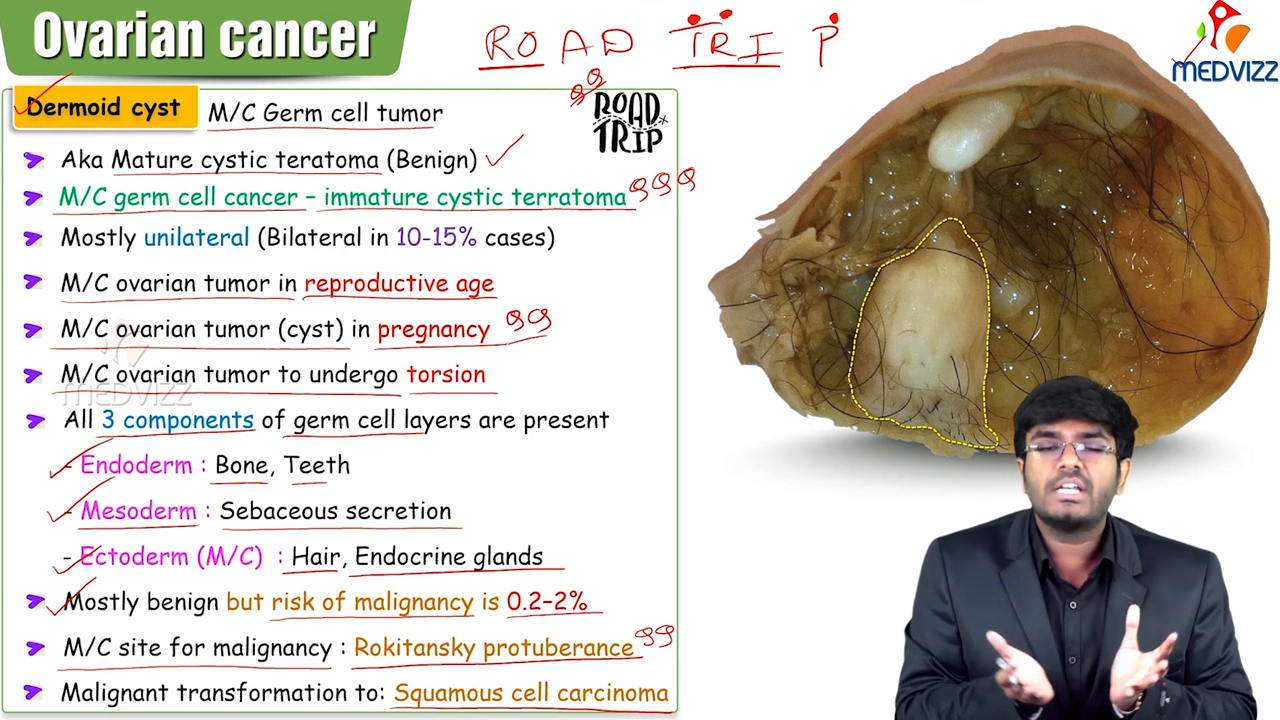 Ovarian cancer
ROAD TRIP
MEDVIZZ
Dermoid cyst
M/C Germ cell tumor
ROAD
TRIP
Aka Mature cystic teratoma (Benign)
M/C germ cell cancer – immature cystic terratoma
Mostly unilateral (Bilateral in 10-15% cases)
M/C ovarian tumor in reproductive age
M/C ovarian tumor (cyst) in pregnancy
M/C ovarian tumor to undergo torsion
MEDVIZZ
All 3 components of germ cell layers are present
- Endoderm : Bone, Teeth
- Mesoderm : Sebaceous secretion
- Ectoderm (M/C) : Hair, Endocrine glands
Mostly benign but risk of malignancy is 0.2–2%
M/C site for malignancy : Rokitansky protuberance
Malignant transformation to: Squamous cell carcinoma